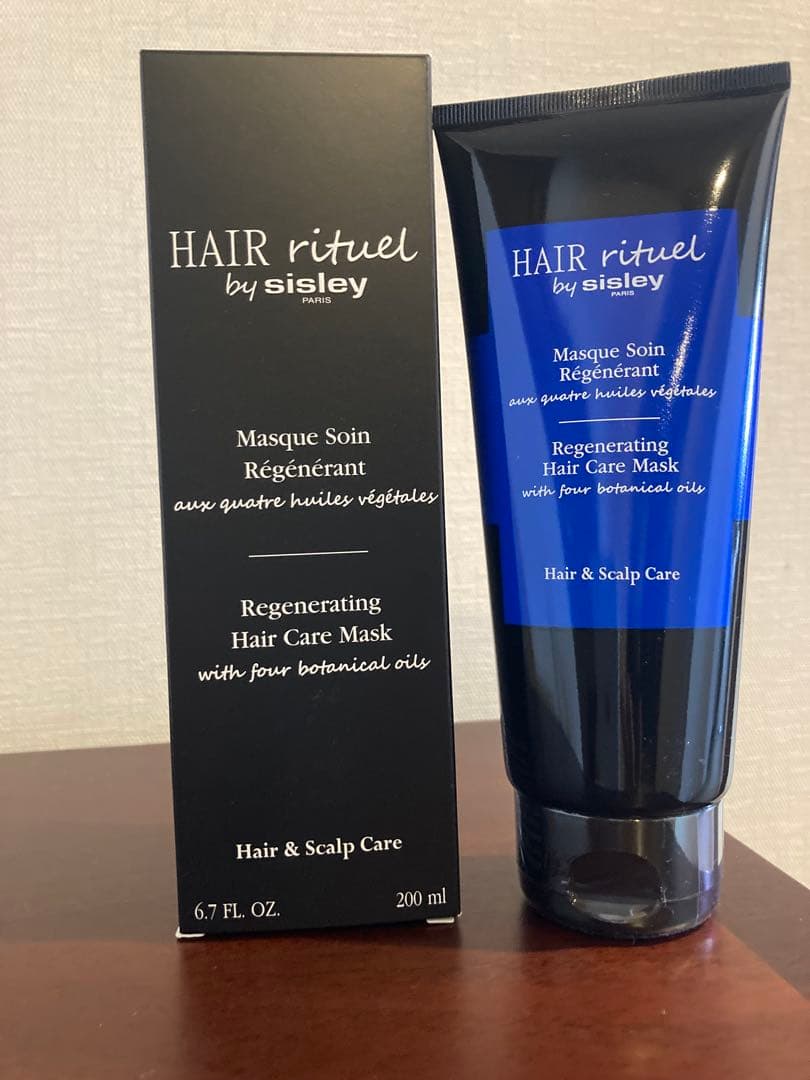 HAIR rituel
by sisley
PARIS
Masque Soin
Régénérant
aux quatre huiles végétales
Regenerating
Hair Care Mask
with four botanical oils
Hair & Scalp Care
6.7 FL. OZ.
200 ml
HAIR rituel
by sisley
PARIS
Masque Soin
Régénérant
aux quatre huiles végétales
Regenerating
Hair Care Mask
with four botanical oils
Hair & Scalp Care